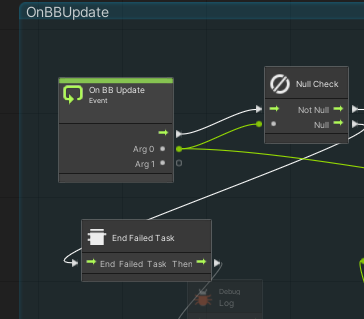 OnBBUpdate
On BB Update
Event
Arg 0
Arg 1
Null Check
Not Null
Null
End Failed Task
End Failed Task Then
Debug
Log